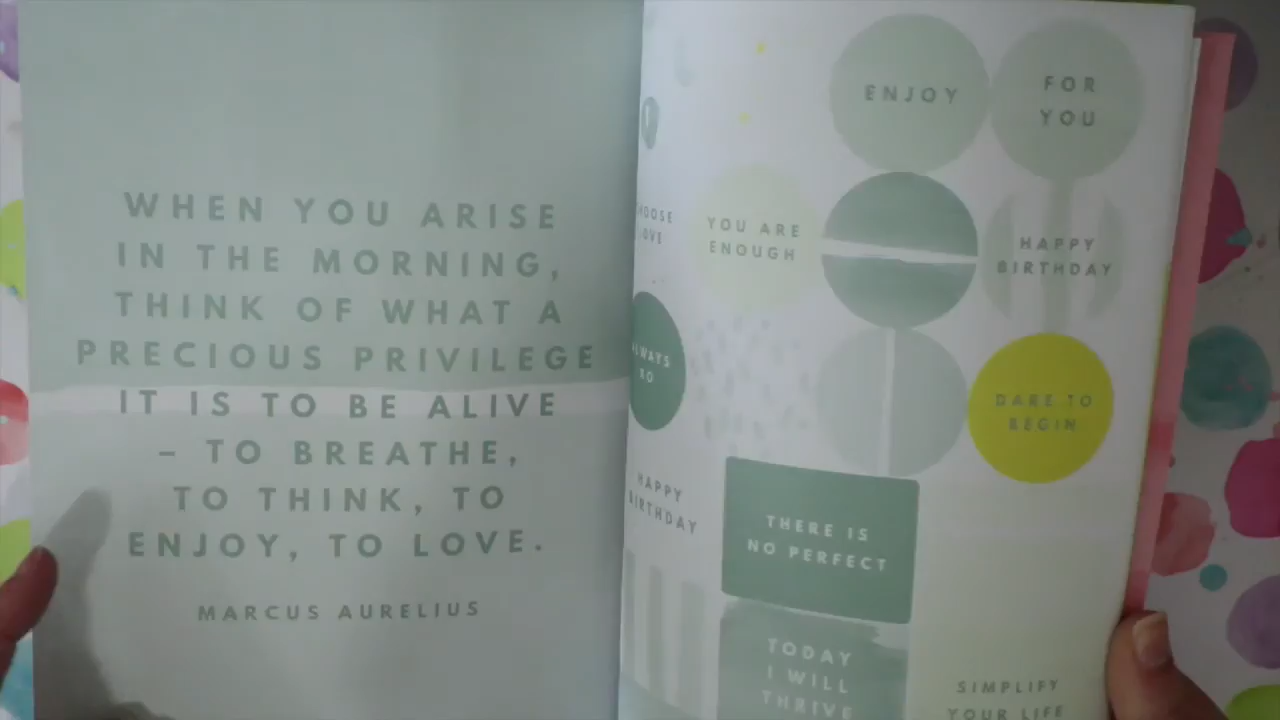 WHEN YOU ARISE
IN THE MORNING,
THINK OF WHAT A
PRECIOUS PRIVILEGE
IT IS TO BE ALIVE
– TO BREATHE,
TO THINK, TO
ENJOY, TO LOVE.
MARCUS AURELIUS
ENJOY
FOR
YOU
YOU ARE
ENOUGH
HAPPY
BIRTHDAY
DARE TO
BEGIN
HAPPY
BIRTHDAY
THERE IS
NO PERFECT
TODAY
I WILL
THRIVE
SIMPLIFY
YOUR LIFE